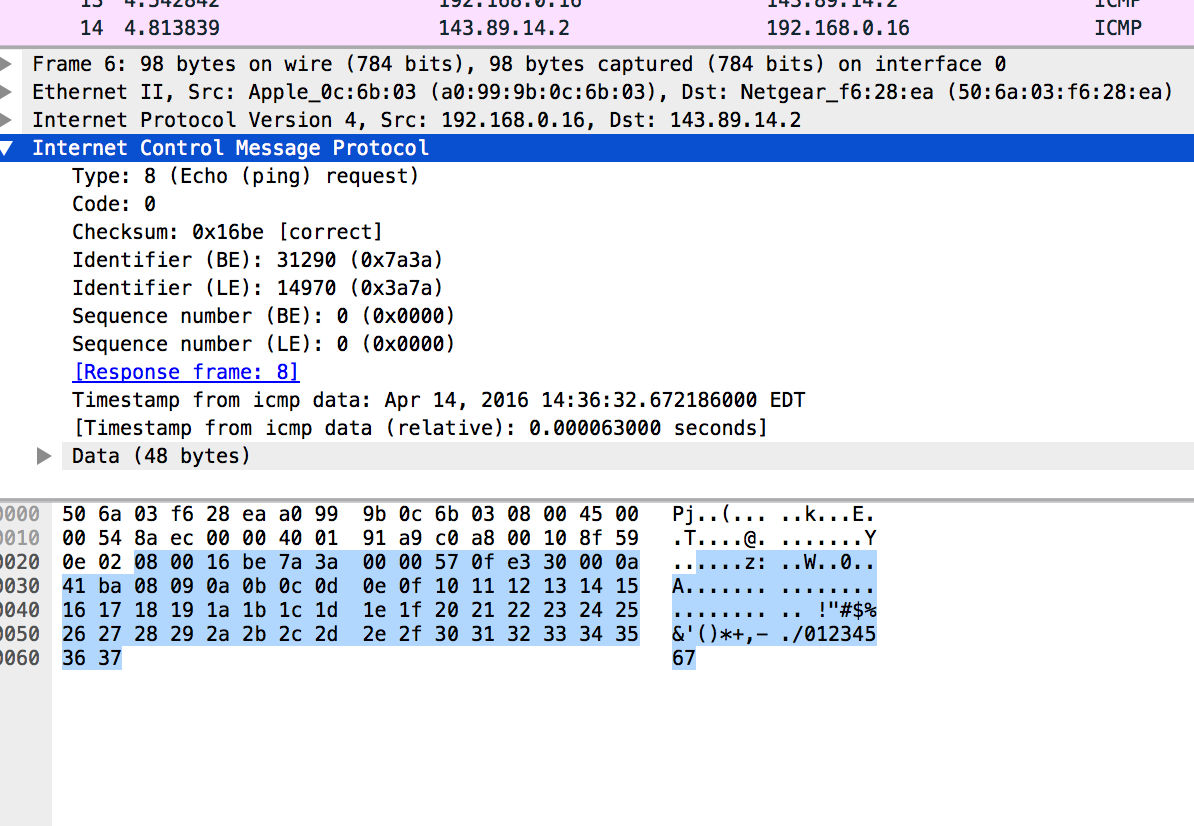 13 4.542842 192.168.0.16 143.89.14.2 ICMP
14 4.813839 143.89.14.2 192.168.0.16 ICMP
Frame 6: 98 bytes on wire (784 bits), 98 bytes captured (784 bits) on interface 0
Ethernet II, Src: Apple_0c:6b:03 (a0:99:9b:0c:6b:03), Dst: Netgear_f6:28:ea (50:6a:03:f6:28:ea)
Internet Protocol Version 4, Src: 192.168.0.16, Dst: 143.89.14.2
Internet Control Message Protocol
Type: 8 (Echo (ping) request)
Code: 0
Checksum: 0x16be [correct]
Identifier (BE): 31290 (0x7a3a)
Identifier (LE): 14970 (0x3a7a)
Sequence number (BE): 0 (0x0000)
Sequence number (LE): 0 (0x0000)
[Response frame: 8]
Timestamp from icmp data: Apr 14, 2016 14:36:32.672186000 EDT
[Timestamp from icmp data (relative): 0.000063000 seconds]
Data (48 bytes)
0000 50 6a 03 f6 28 ea a0 99 9b 0c 6b 03 08 00 45 00 Pj..(... ..k...E.
0010 00 54 8a ec 00 00 40 01 91 a9 c0 a8 00 10 8f 59 .T....@. .......Y
0020 0e 02 08 00 16 be 7a 3a 00 00 57 0f e3 30 00 0a ......z: ..W..0..
0030 41 ba 08 09 0a 0b 0c 0d 0e 0f 10 11 12 13 14 15 A....... ........
0040 16 17 18 19 1a 1b 1c 1d 1e 1f 20 21 22 23 24 25 ........ .. !"#$%
0050 26 27 28 29 2a 2b 2c 2d 2e 2f 30 31 32 33 34 35 &'()*+,- ./012345
0060 36 37 67